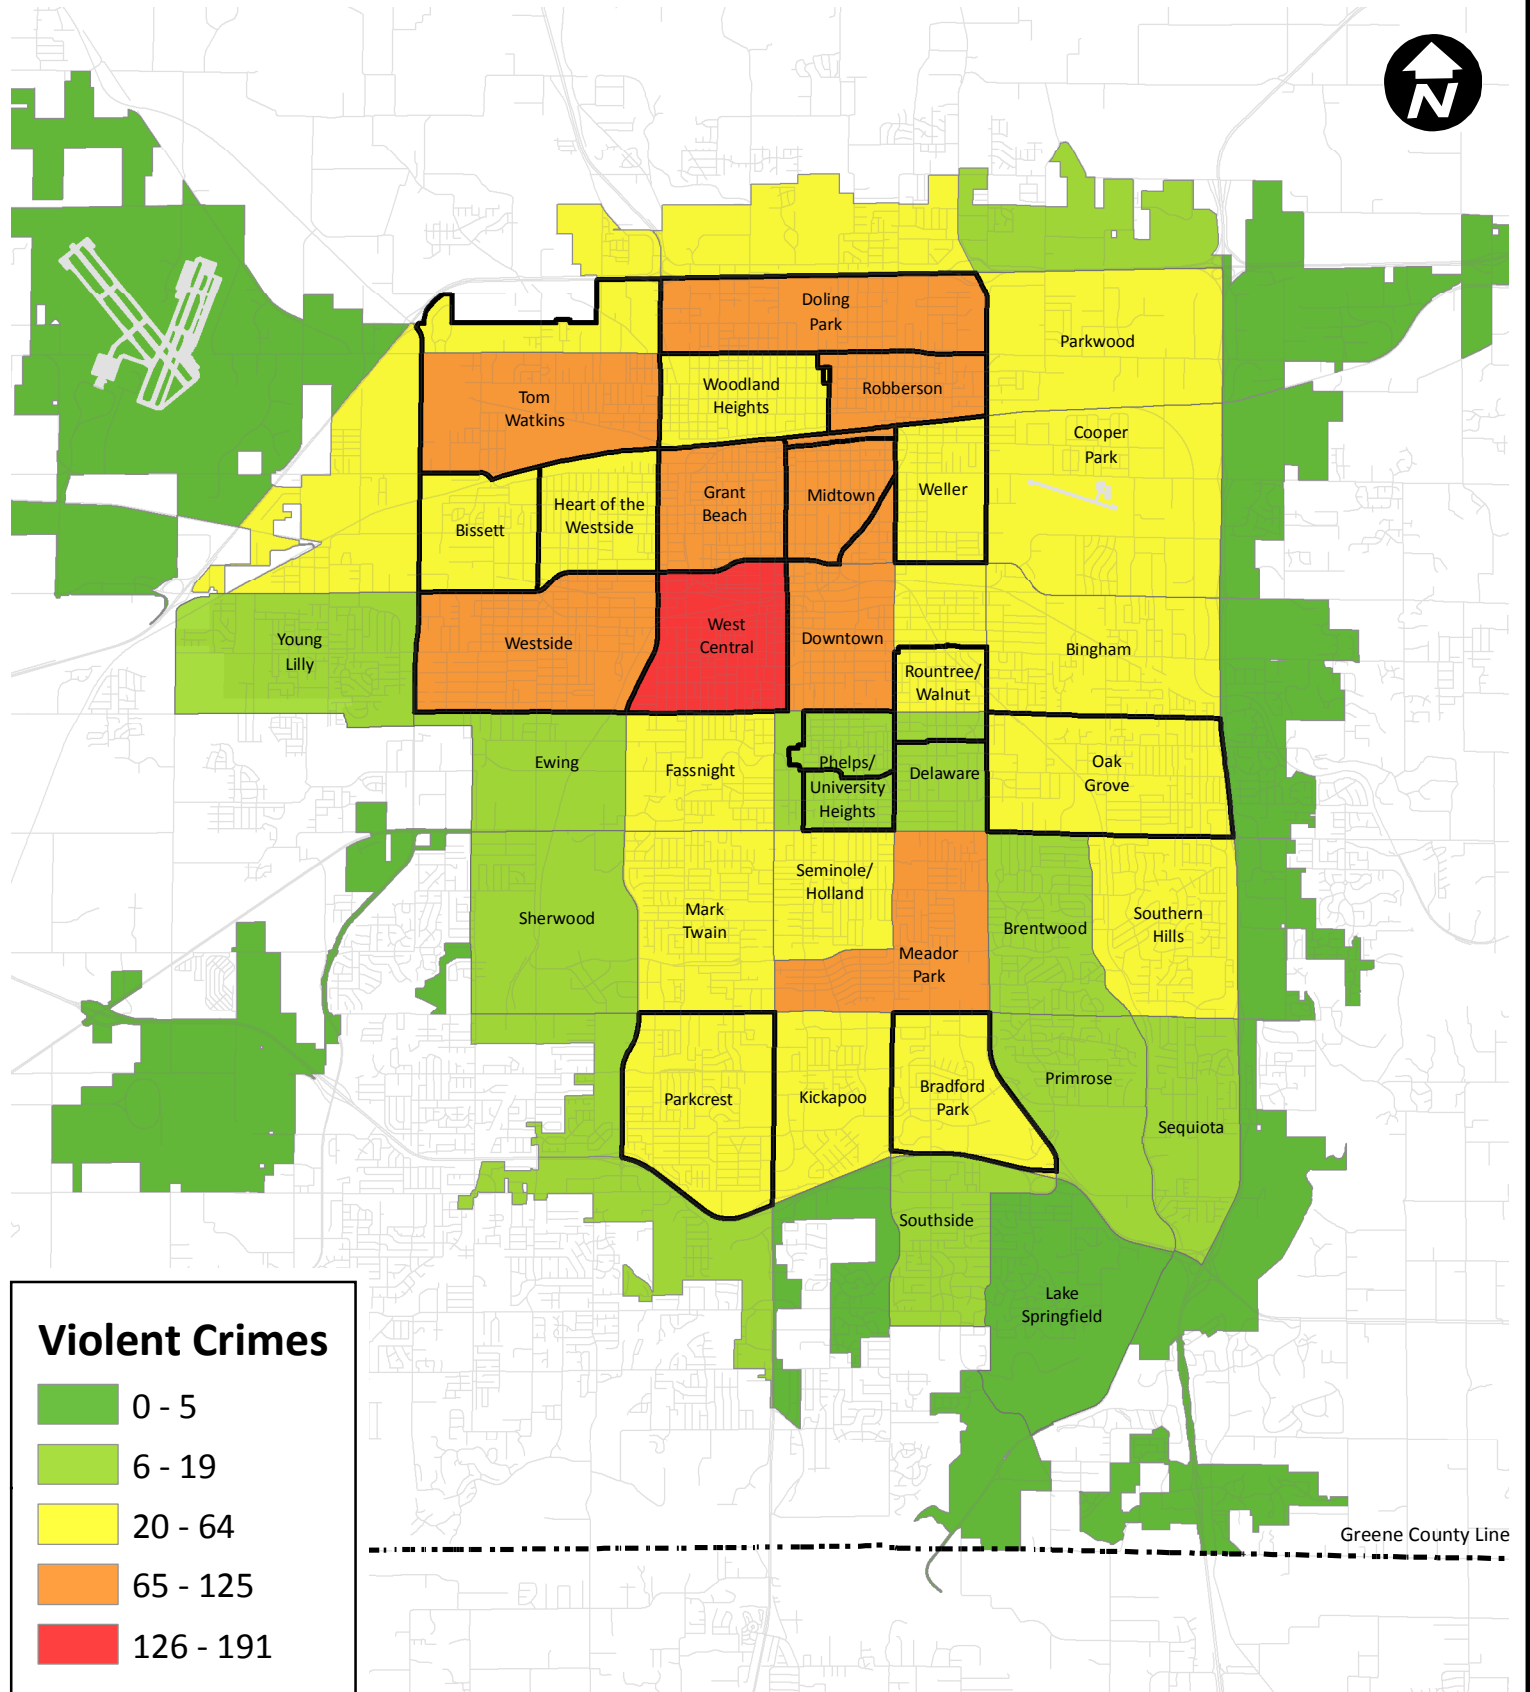 N
Doling
Park
Parkwood
Woodland
Heights
Robberson
Tom
Watkins
Cooper
Park
Grant
Beach
Midtown
Weller
Heart of the
Westside
Bissett
Young
Lilly
Westside
West
Central
Downtown
Bingham
Rountree/
Walnut
Ewing
Fassnight
Phelps/
University
Heights
Delaware
Oak
Grove
Seminole/
Holland
Sherwood
Mark
Twain
Meador
Park
Brentwood
Southern
Hills
Parkcrest
Kickapoo
Bradford
Park
Primrose
Sequiota
Southside
Lake
Springfield
Violent Crimes
0 - 5
6 - 19
20 - 64
65 - 125
126 - 191
Greene County Line